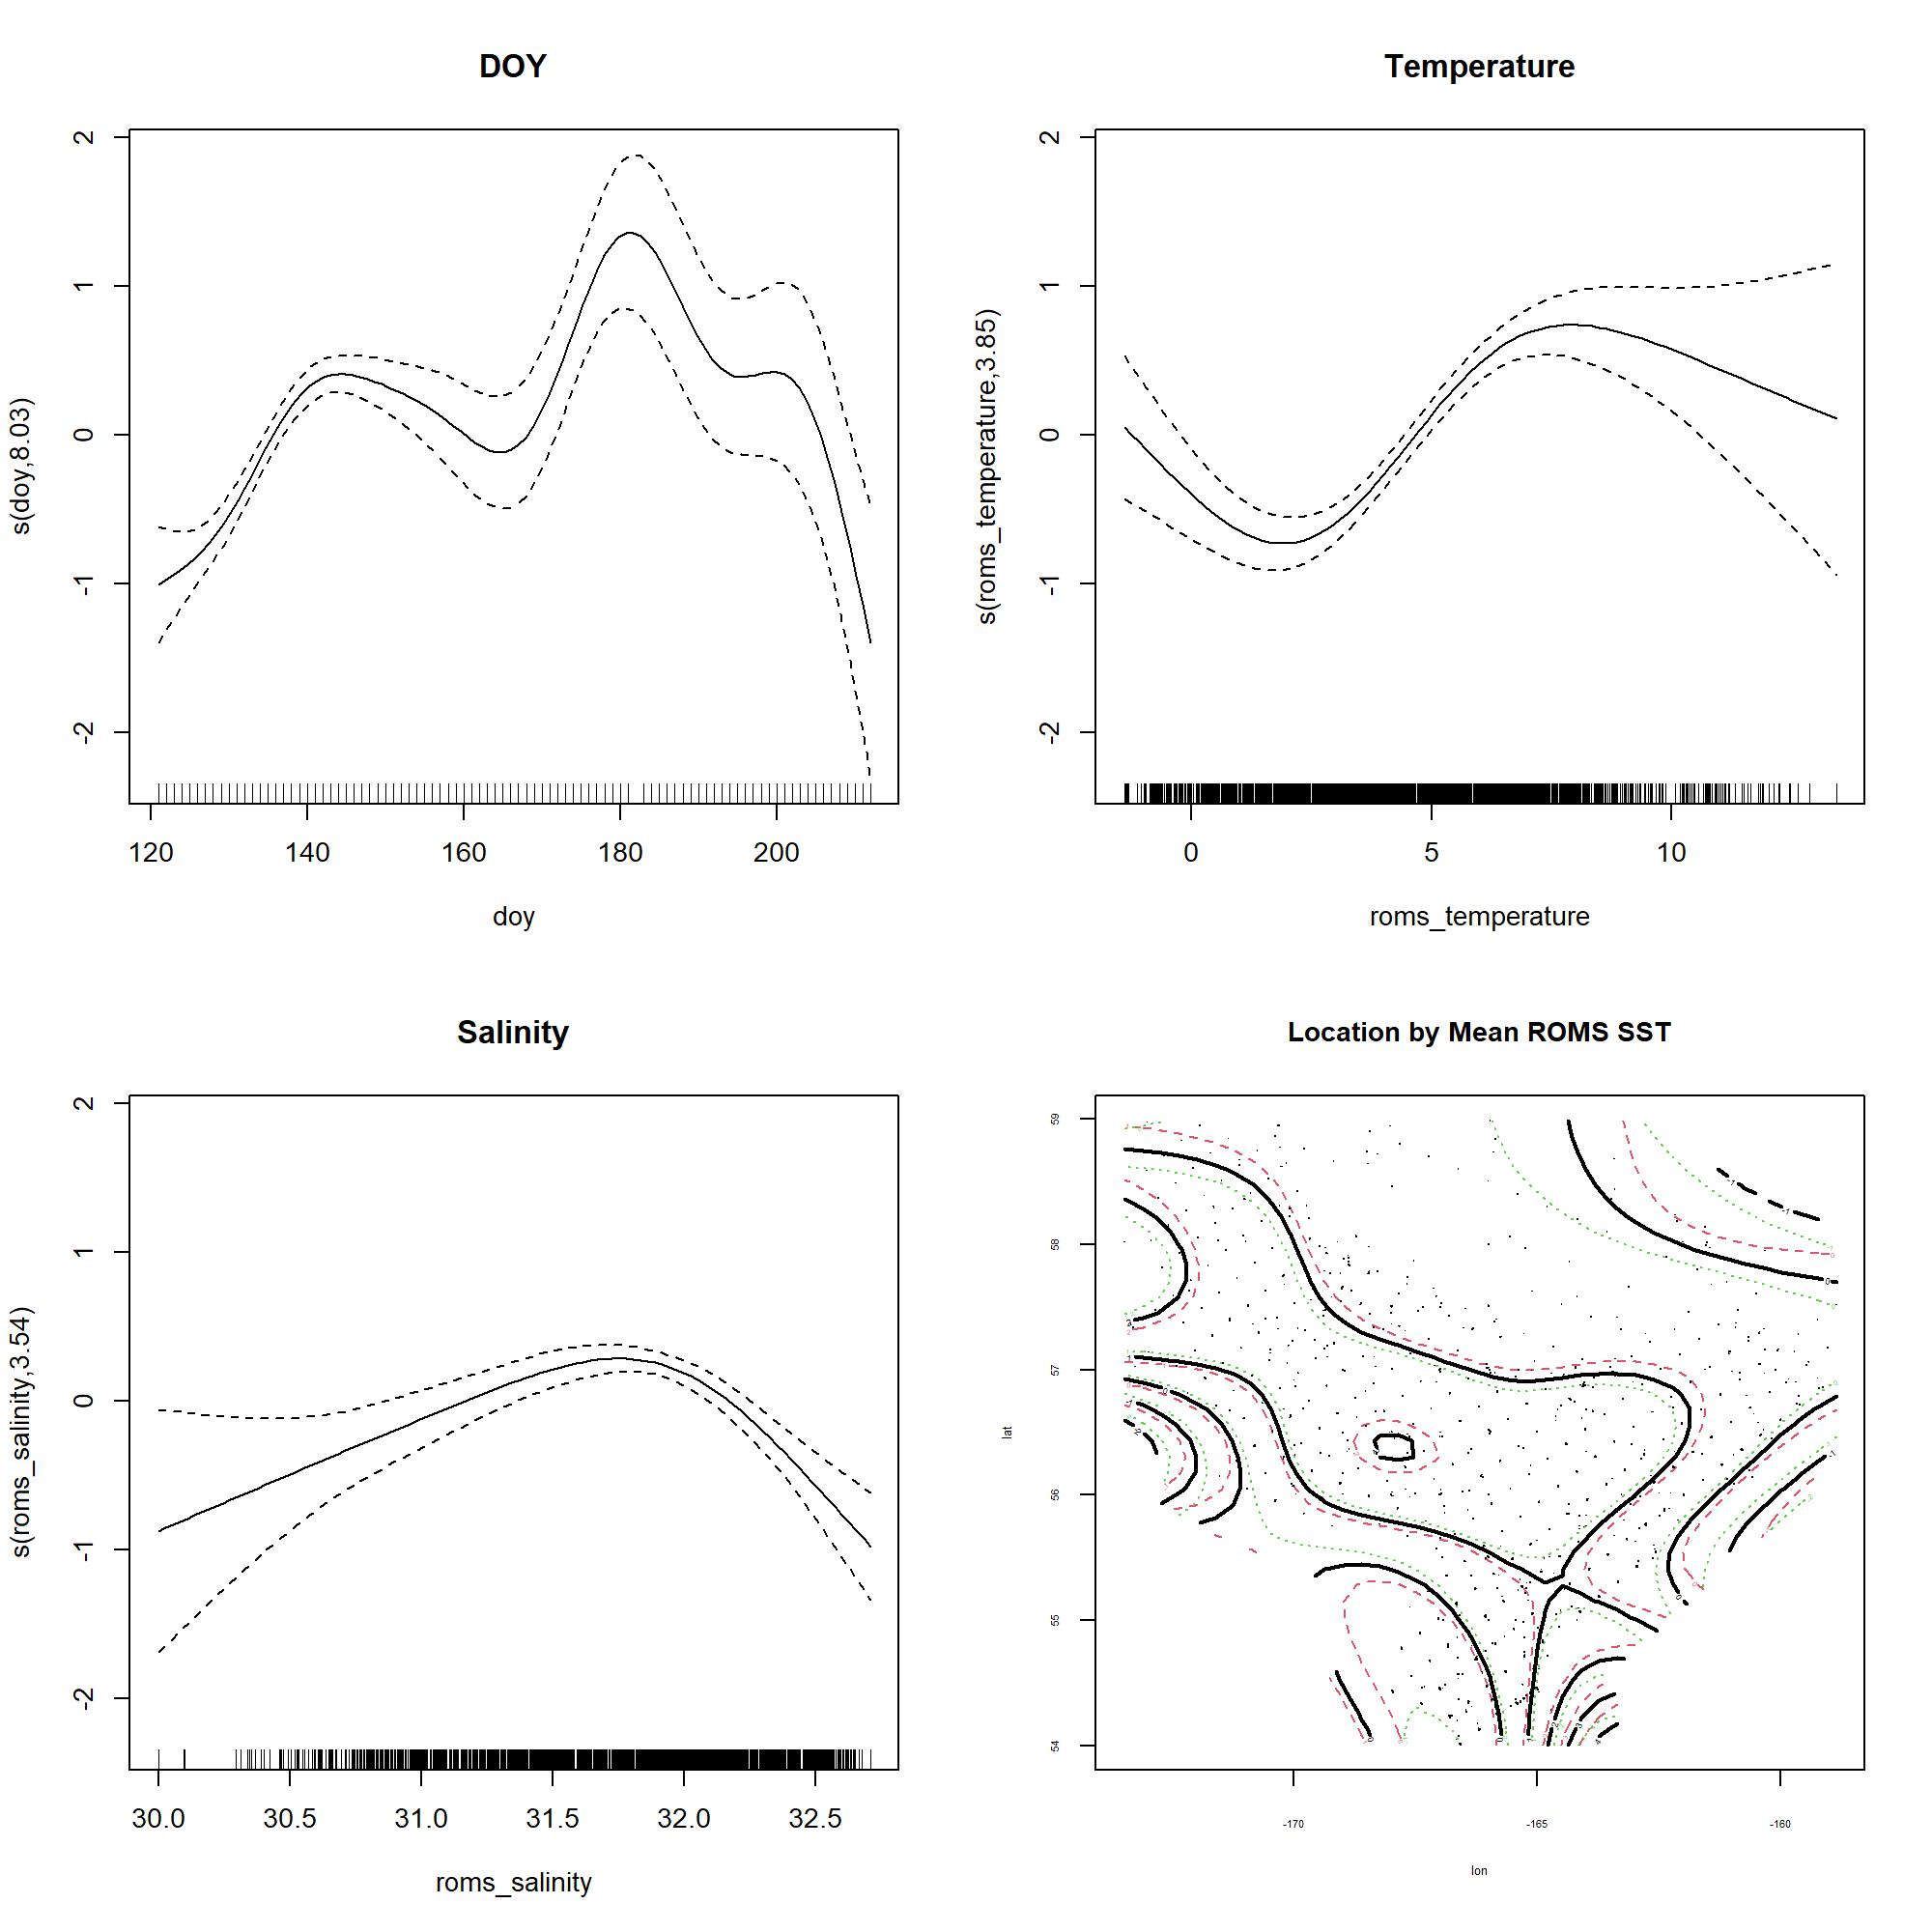 DOY
2
1
0
-1
-2
s(doy,8.03)
120 140 160 180 200
doy
Temperature
2
1
0
-1
-2
s(roms_temperature,3.85)
0 5 10
roms_temperature
Salinity
2
1
0
-1
-2
s(roms_salinity,3.54)
30.0 30.5 31.0 31.5 32.0 32.5
roms_salinity
Location by Mean ROMS SST
59
58
57
56
55
54
lat
-170 -165 -160
lon